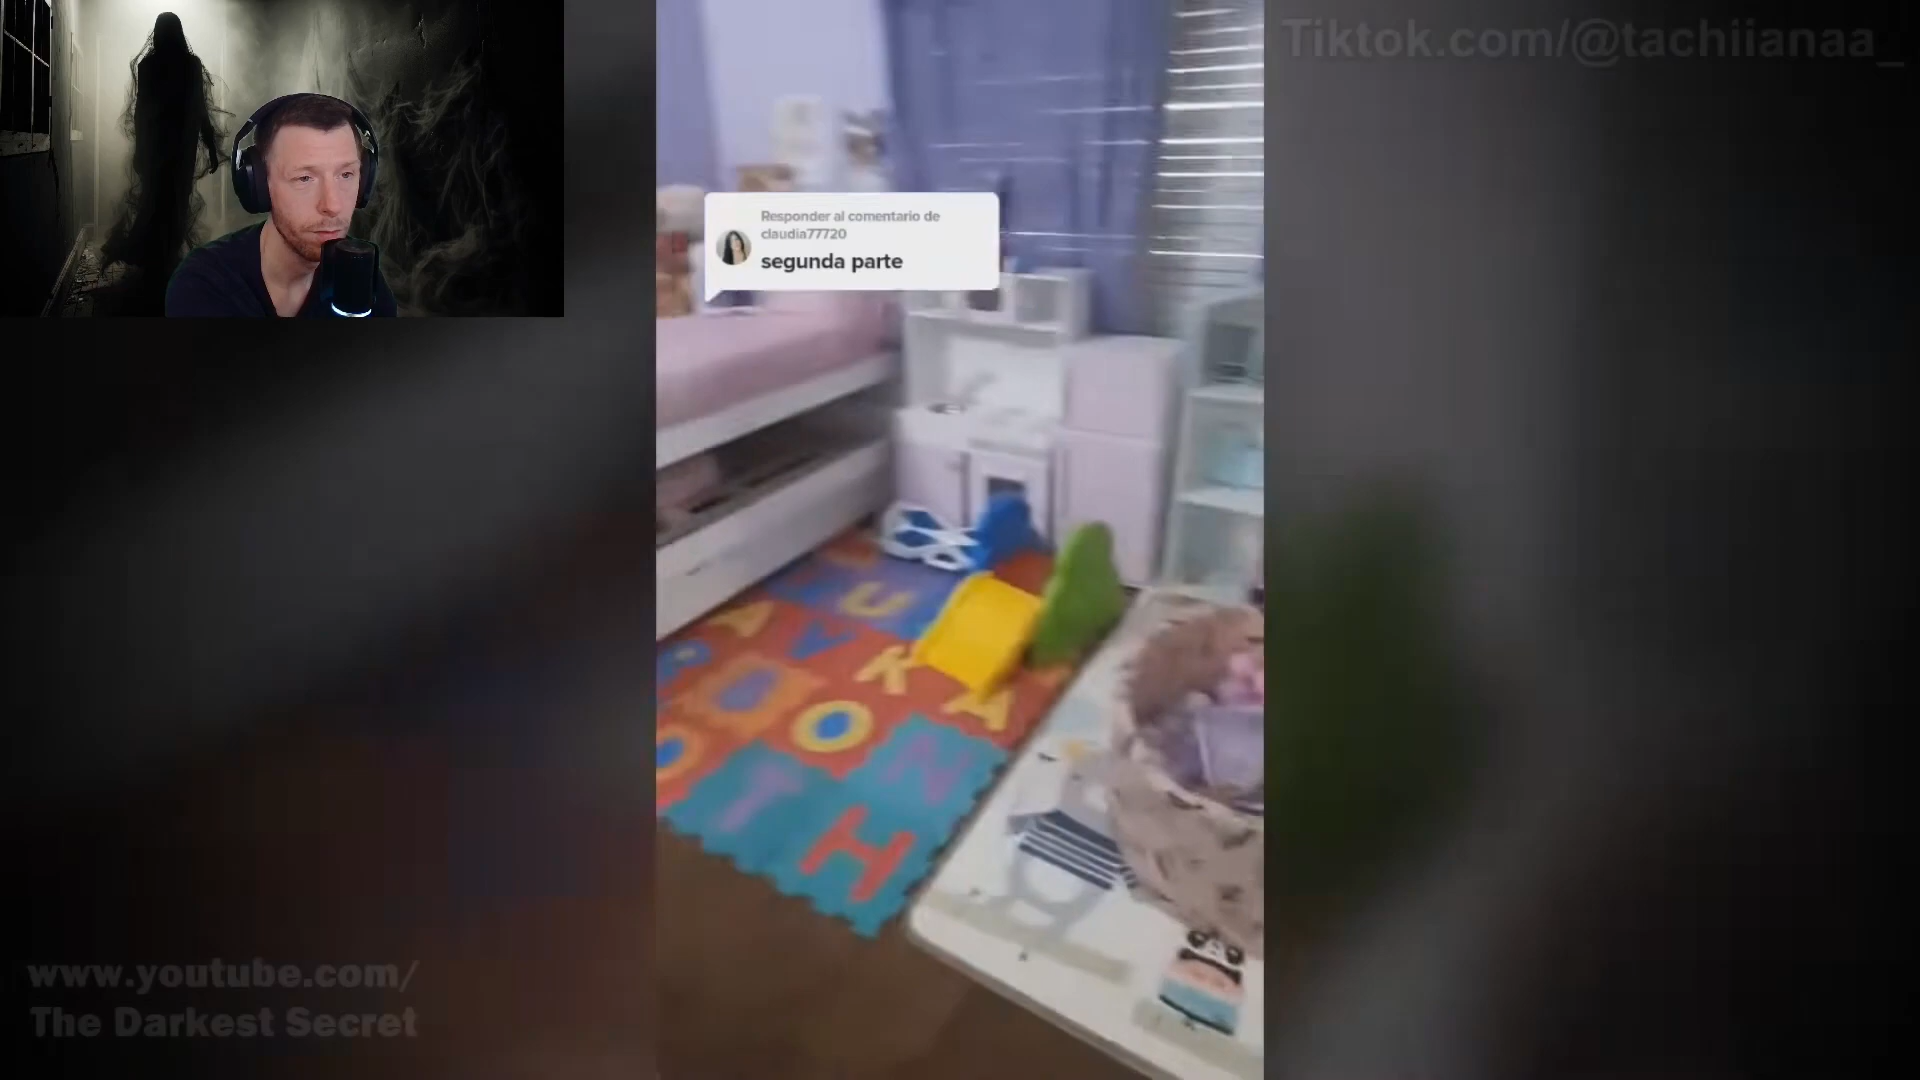 Tiktok.com/@tachiianaa_
Responder al comentario de
claudia77720
segunda parte
A U
V
K
O A
T N
H
www.youtube.com/
The Darkest Secret